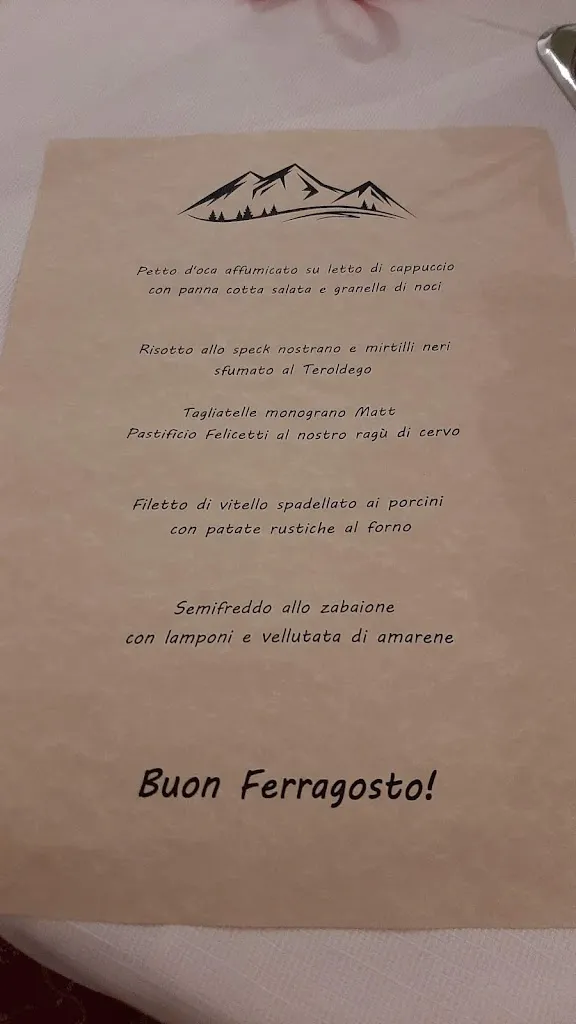 Petto d'oca affumicato su letto di cappuccio
con panna cotta salata e granella di noci
Risotto allo speck nostrano e mirtilli neri
sfumato al Teroldego
Tagliatelle monograno Matt
Pastificio Felicetti al nostro ragù di cervo
Filetto di vitello spadellato ai porcini
con patate rustiche al forno
Semifreddo allo zabaione
con lamponi e vellutata di amarene
Buon Ferragosto!